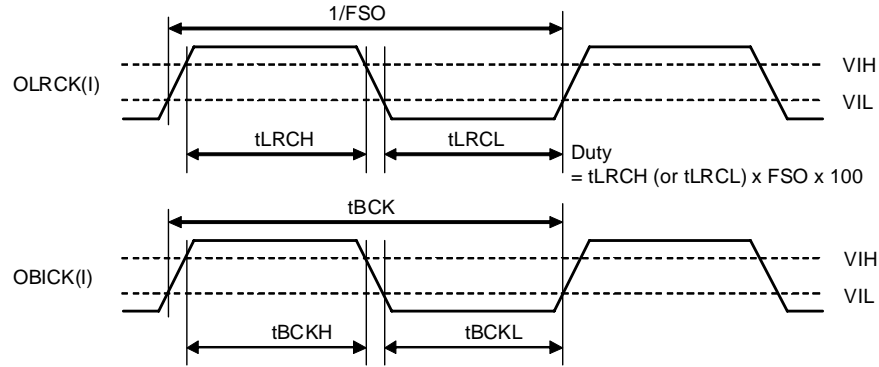 1/FSO
OLRCK(I)
VIH
VIL
tLRCH
tLRCL
Duty
= tLRCH (or tLRCL) x FSO x 100
tBCK
OBICK(I)
VIH
VIL
tBCKH
tBCKL